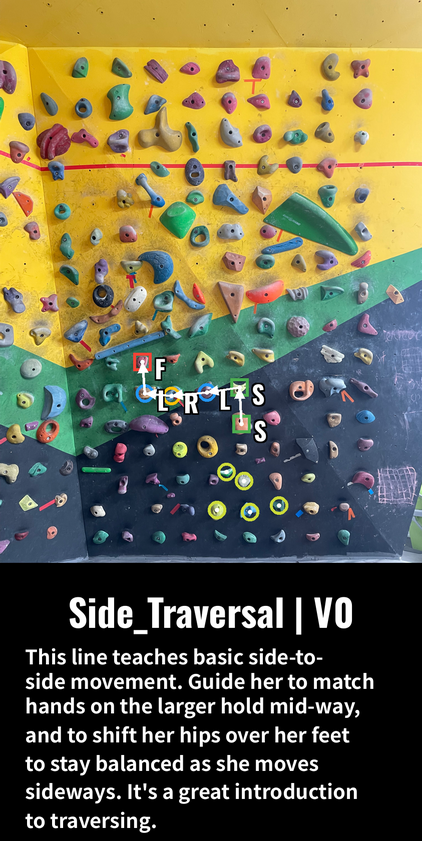 F
S
L
R
L
S
Side_Traversal | V0
This line teaches basic side-to-
side movement. Guide her to match
hands on the larger hold mid-way,
and to shift her hips over her feet
to stay balanced as she moves
sideways. It's a great introduction
to traversing.